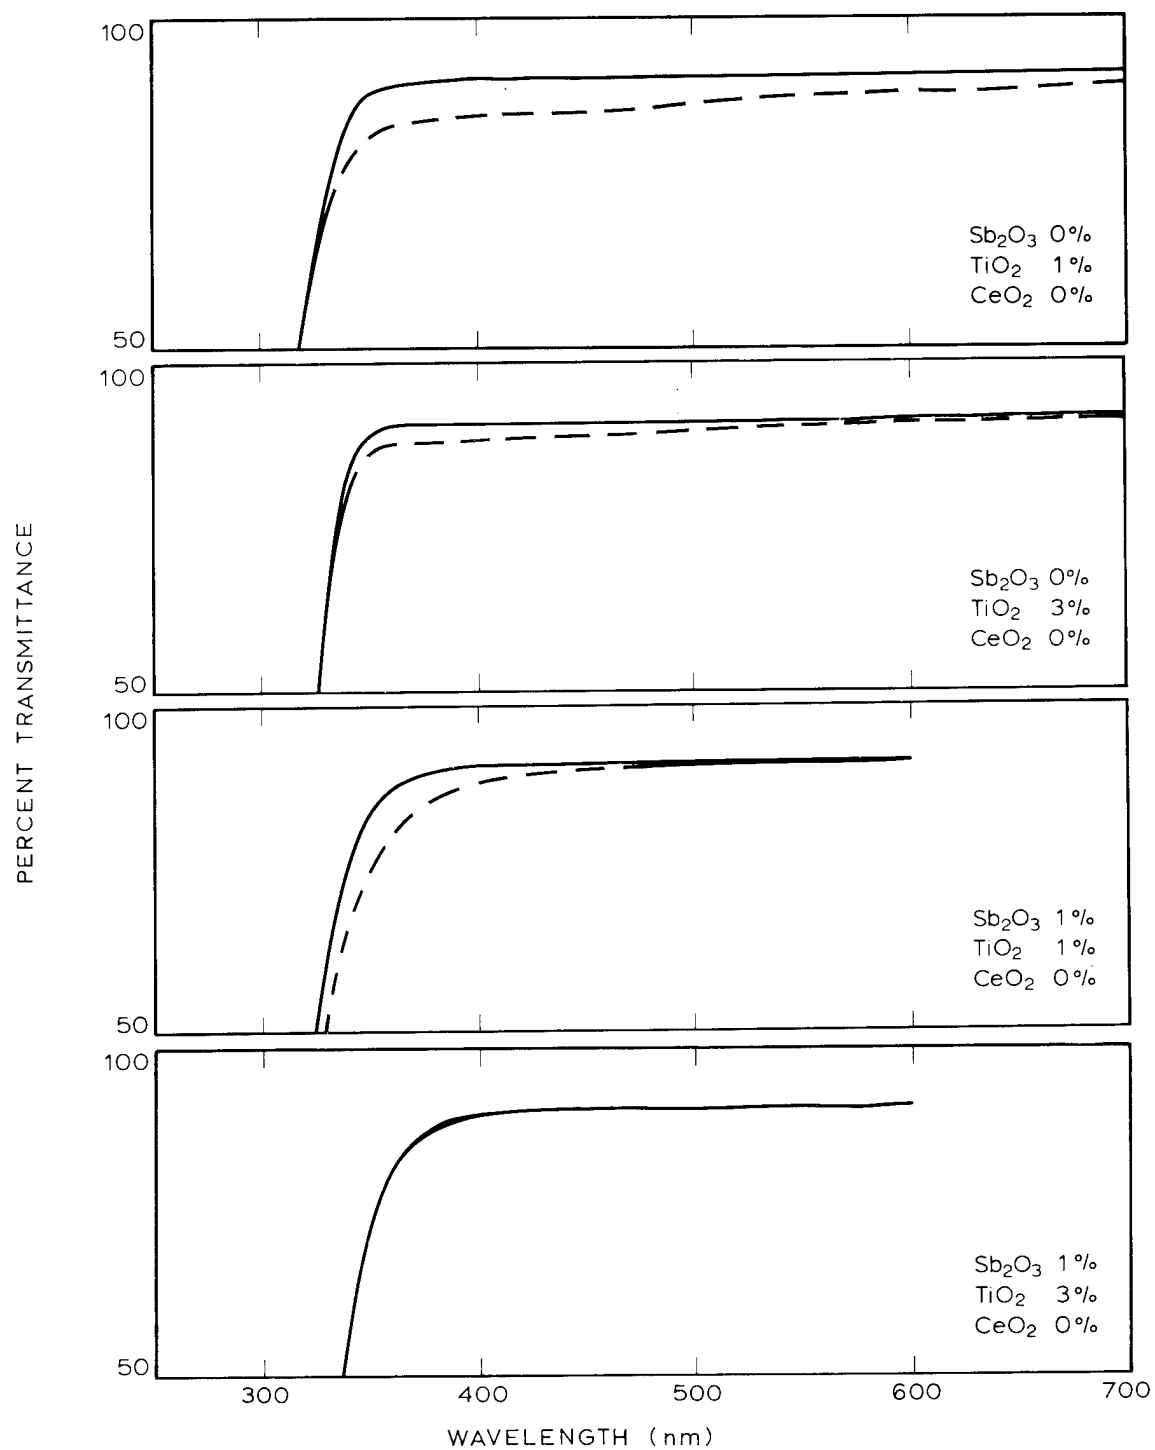 100
50
Sb₂O₃ 0%
TiO₂ 1%
CeO₂ 0%
100
50
Sb₂O₃ 0%
TiO₂ 3%
CeO₂ 0%
100
50
Sb₂O₃ 1%
TiO₂ 1%
CeO₂ 0%
100
50
Sb₂O₃ 1%
TiO₂ 3%
CeO₂ 0%
300 400 500 600 700
WAVELENGTH (nm)
PERCENT TRANSMITTANCE